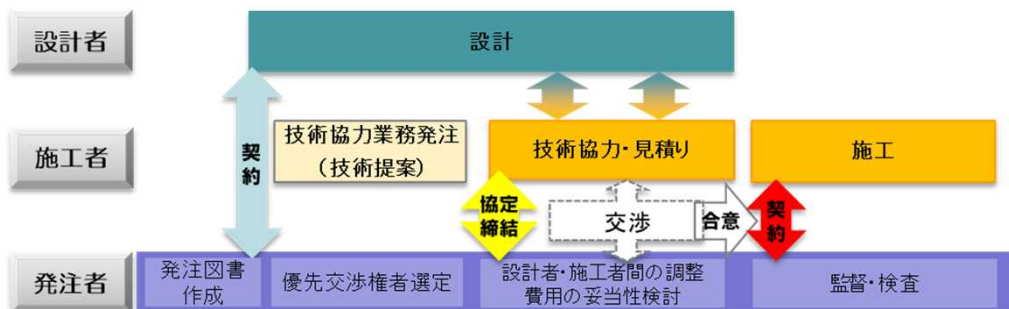 設計者
設計
施工者
契約
技術協力業務発注
（技術提案）
技術協力・見積り
施工
協定
締結
交渉
合意
契約
発注者
発注図書
作成
優先交渉権者選定
設計者・施工者間の調整
費用の妥当性検討
監督・検査